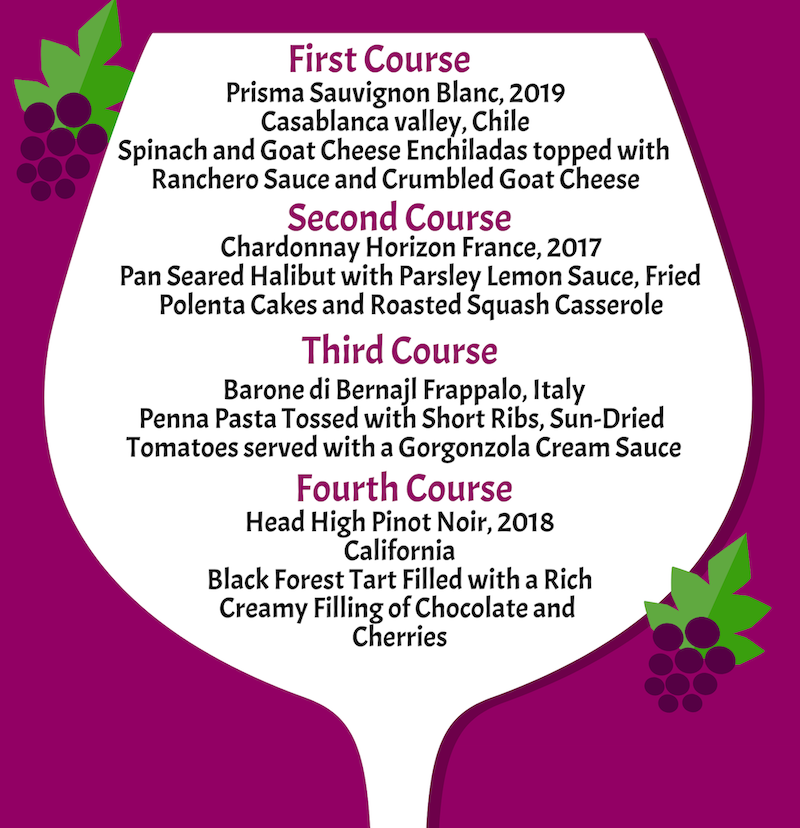 First Course
Prisma Sauvignon Blanc, 2019
Casablanca valley, Chile
Spinach and Goat Cheese Enchiladas topped with
Ranchero Sauce and Crumbled Goat Cheese
Second Course
Chardonnay Horizon France, 2017
Pan Seared Halibut with Parsley Lemon Sauce, Fried
Polenta Cakes and Roasted Squash Casserole
Third Course
Barone di Bernajl Frappalo, Italy
Penna Pasta Tossed with Short Ribs, Sun-Dried
Tomatoes served with a Gorgonzola Cream Sauce
Fourth Course
Head High Pinot Noir, 2018
California
Black Forest Tart Filled with a Rich
Creamy Filling of Chocolate and
Cherries